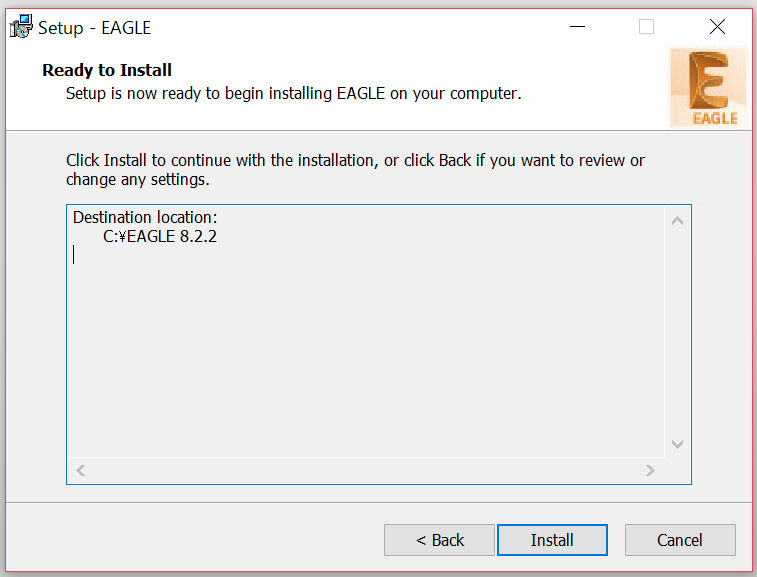 Setup - EAGLE
Ready to Install
Setup is now ready to begin installing EAGLE on your computer.
E
EAGLE
Click Install to continue with the installation, or click Back if you want to review or
change any settings.
Destination location:
C:¥EAGLE 8.2.2
< Back
Install
Cancel